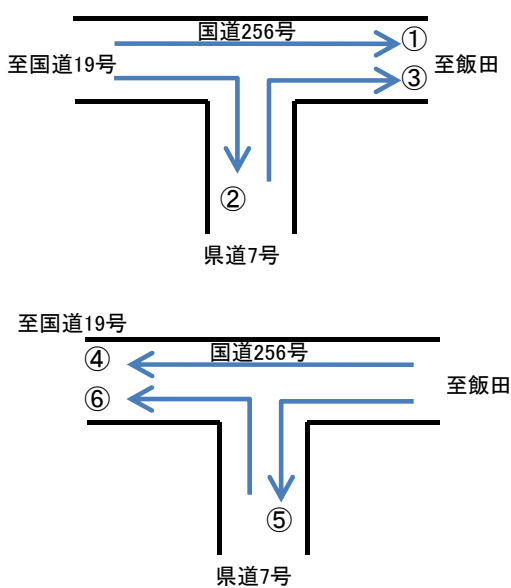 国道256号
①
至国道19号
至飯田
③
②
県道7号
至国道19号
国道256号
④
至飯田
⑥
⑤
県道7号